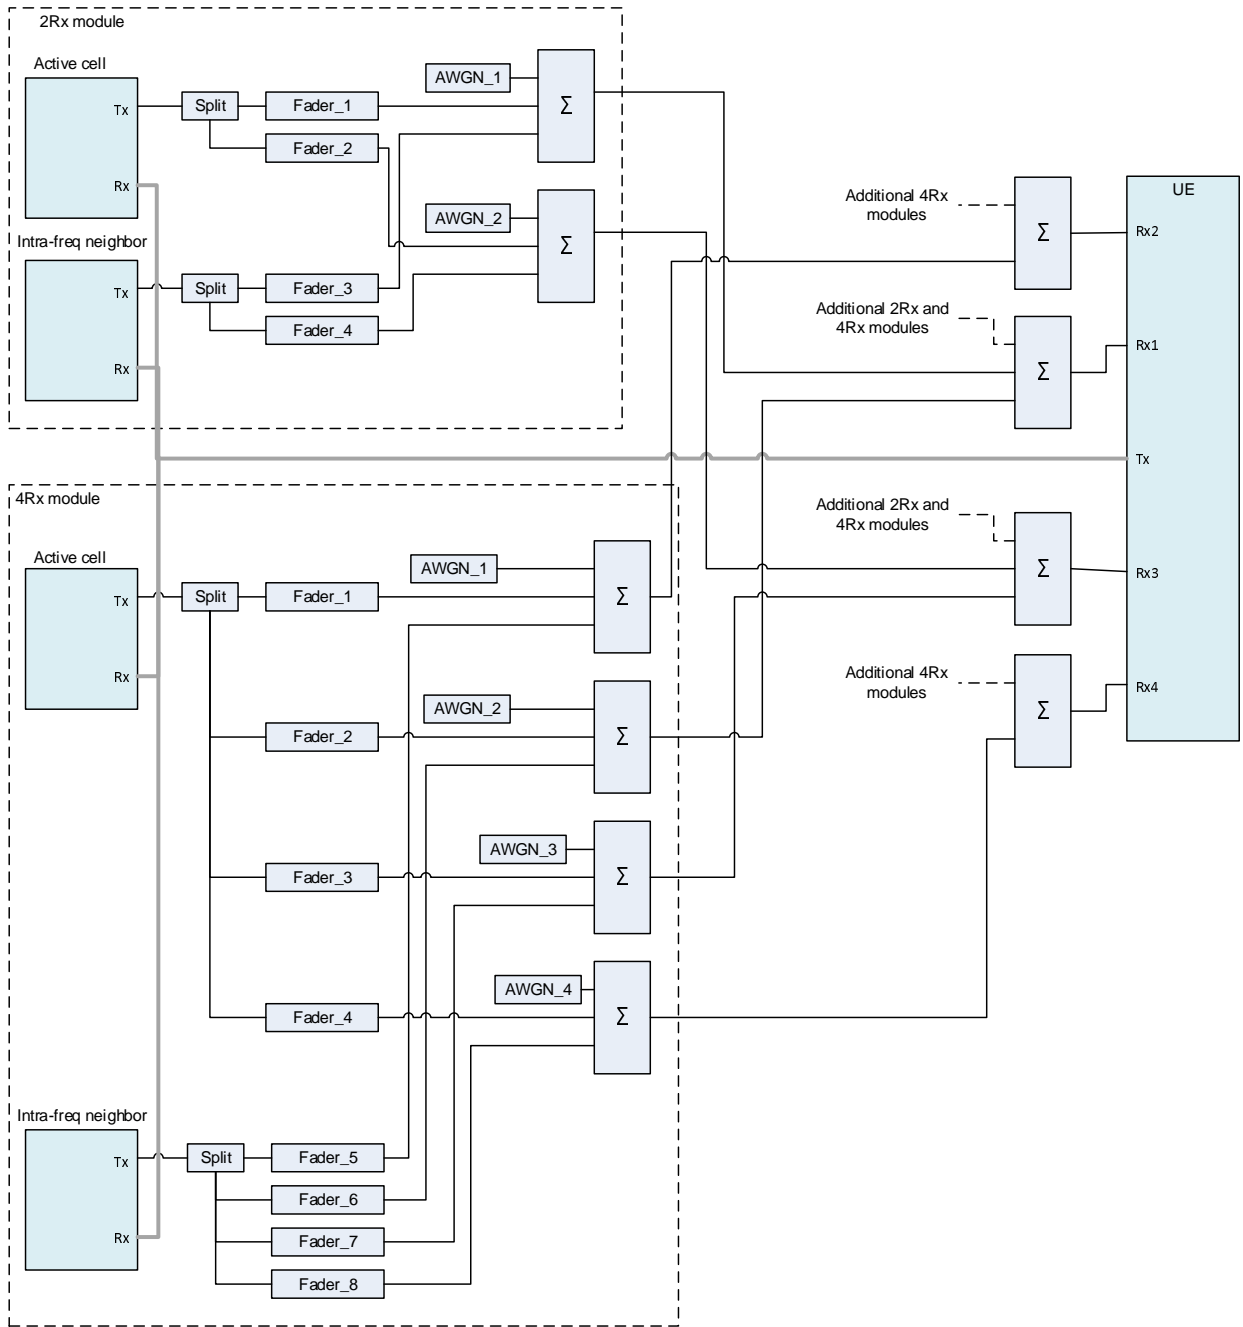 2Rx module
Active cell
Tx
Rx
Split
Fader_1
Fader_2
AWGN_1
Σ
AWGN_2
Σ
Intra-freq neighbor
Tx
Rx
Split
Fader_3
Fader_4
Additional 4Rx
modules
Σ
Additional 2Rx and
4Rx modules
Σ
UE
Rx2
Rx1
Tx
Rx3
Rx4
Additional 2Rx and
4Rx modules
Σ
Additional 4Rx
modules
Σ
4Rx module
Active cell
Tx
Rx
Split
Fader_1
AWGN_1
Σ
Fader_2
AWGN_2
Σ
Fader_3
AWGN_3
Σ
Fader_4
AWGN_4
Σ
Intra-freq neighbor
Tx
Rx
Split
Fader_5
Fader_6
Fader_7
Fader_8